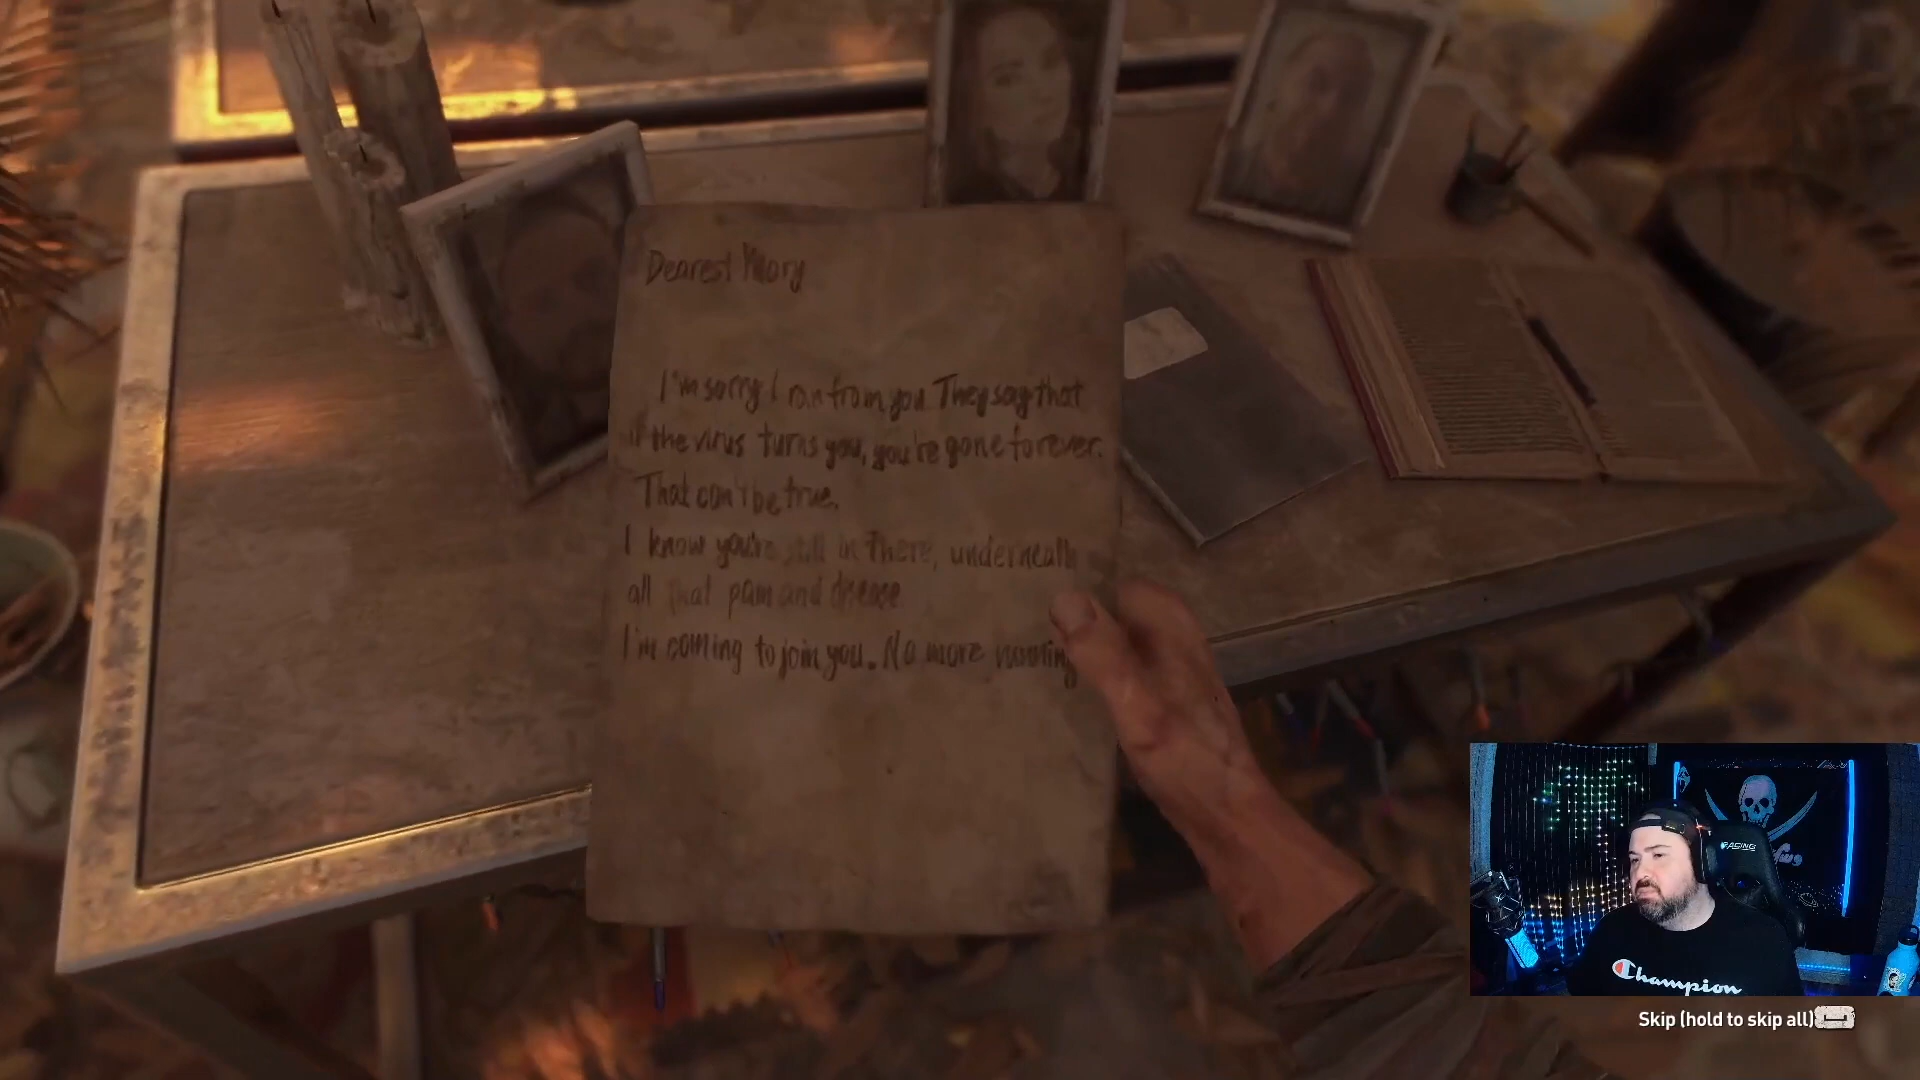 Dearest Mary
I'm sorry I ran from you. They say that
if the virus turns you, you're gone forever.
That can't be true.
I know you're still in there, underneath
all that pain and disease.
I'm coming to join you. No more
RACING
Champion
Skip (hold to skip all)